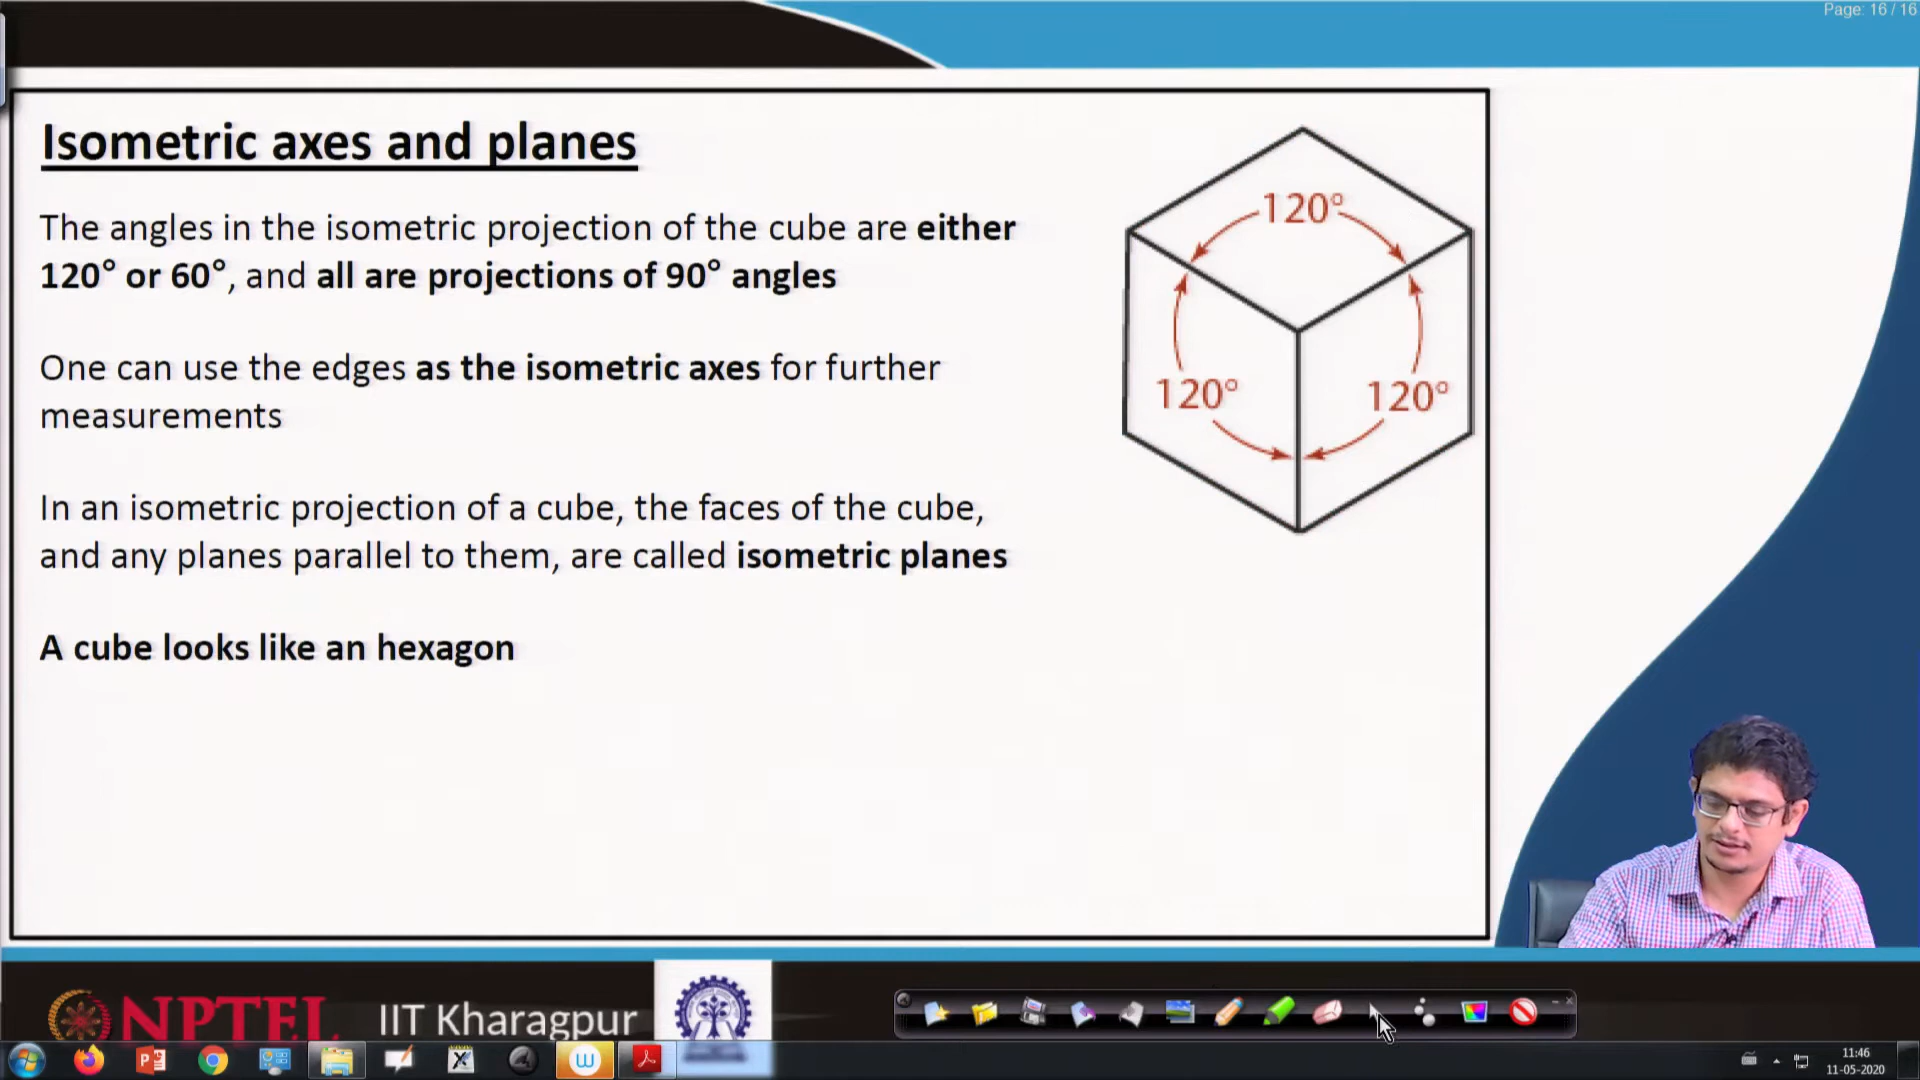 Page: 16 / 16
Isometric axes and planes
The angles in the isometric projection of the cube are either
120° or 60°, and all are projections of 90° angles
One can use the edges as the isometric axes for further
measurements
In an isometric projection of a cube, the faces of the cube,
and any planes parallel to them, are called isometric planes
A cube looks like an hexagon
120°
120°
120°
NPTEL
IIT Kharagpur
11:46
11-05-2020